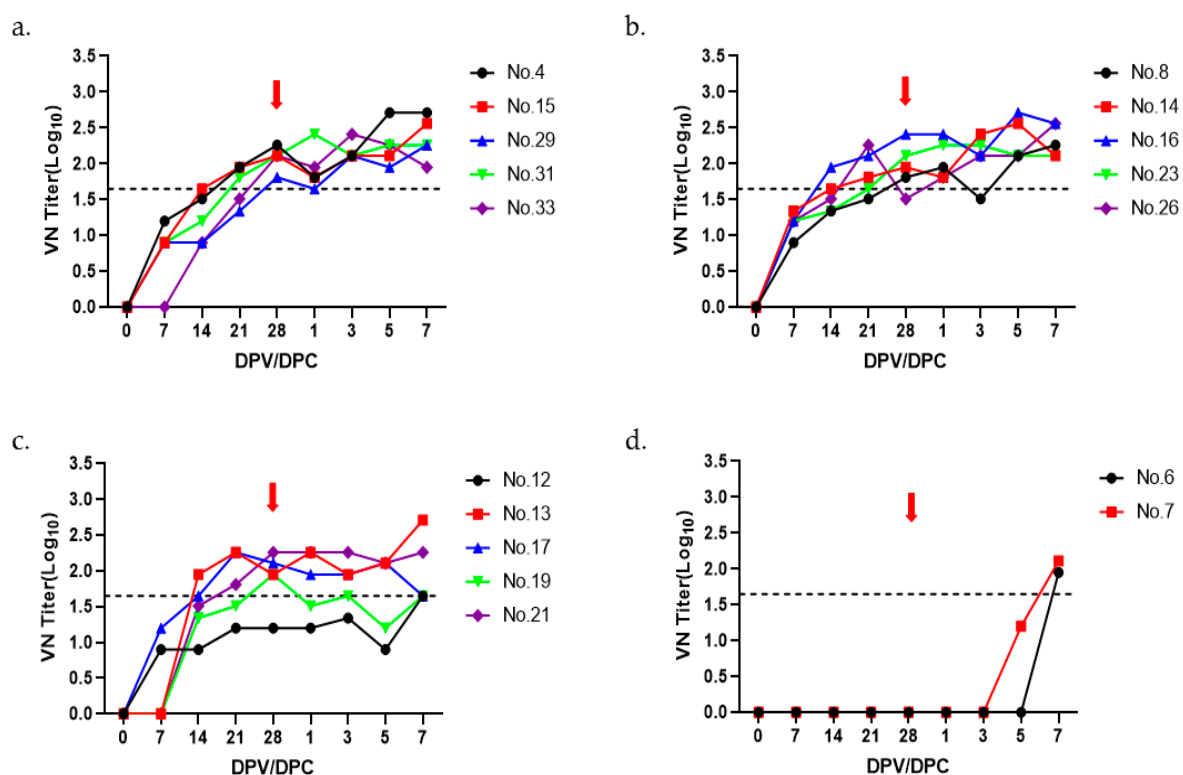 a.
VN Titer(Log10)
3.5
3.0
2.5
2.0
1.5
1.0
0.5
0.0
0 7 14 21 28 1 3 5 7
DPV/DPC
No.4
No.15
No.29
No.31
No.33
b.
VN Titer(Log10)
3.5
3.0
2.5
2.0
1.5
1.0
0.5
0.0
0 7 14 21 28 1 3 5 7
DPV/DPC
No.8
No.14
No.16
No.23
No.26
c.
VN Titer(Log10)
3.5
3.0
2.5
2.0
1.5
1.0
0.5
0.0
0 7 14 21 28 1 3 5 7
DPV/DPC
No.12
No.13
No.17
No.19
No.21
d.
VN Titer(Log10)
3.5
3.0
2.5
2.0
1.5
1.0
0.5
0.0
0 7 14 21 28 1 3 5 7
DPV/DPC
No.6
No.7